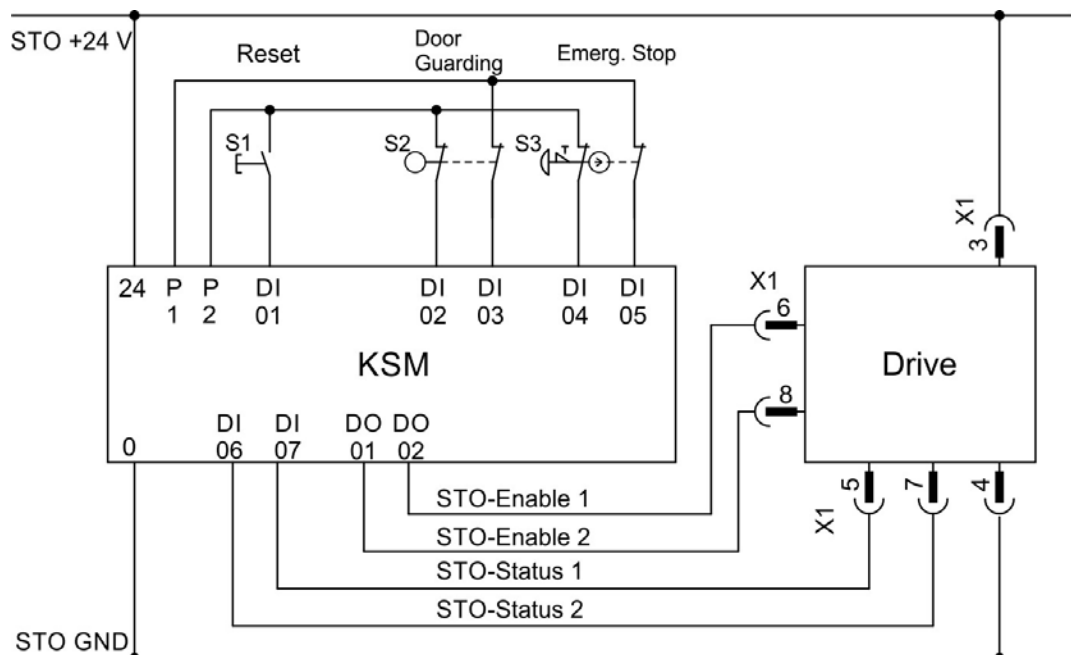 STO +24 V
Reset
Door
Guarding
Emerg. Stop
S1
S2
S3
X1
3
24 P P DI DI DI DI DI
1 2 01 02 03 04 05
X1
6
KSM
Drive
8
DI DI DO DO
0 06 07 01 02
5 7 4
X1
STO-Enable 1
STO-Enable 2
STO-Status 1
STO-Status 2
STO GND